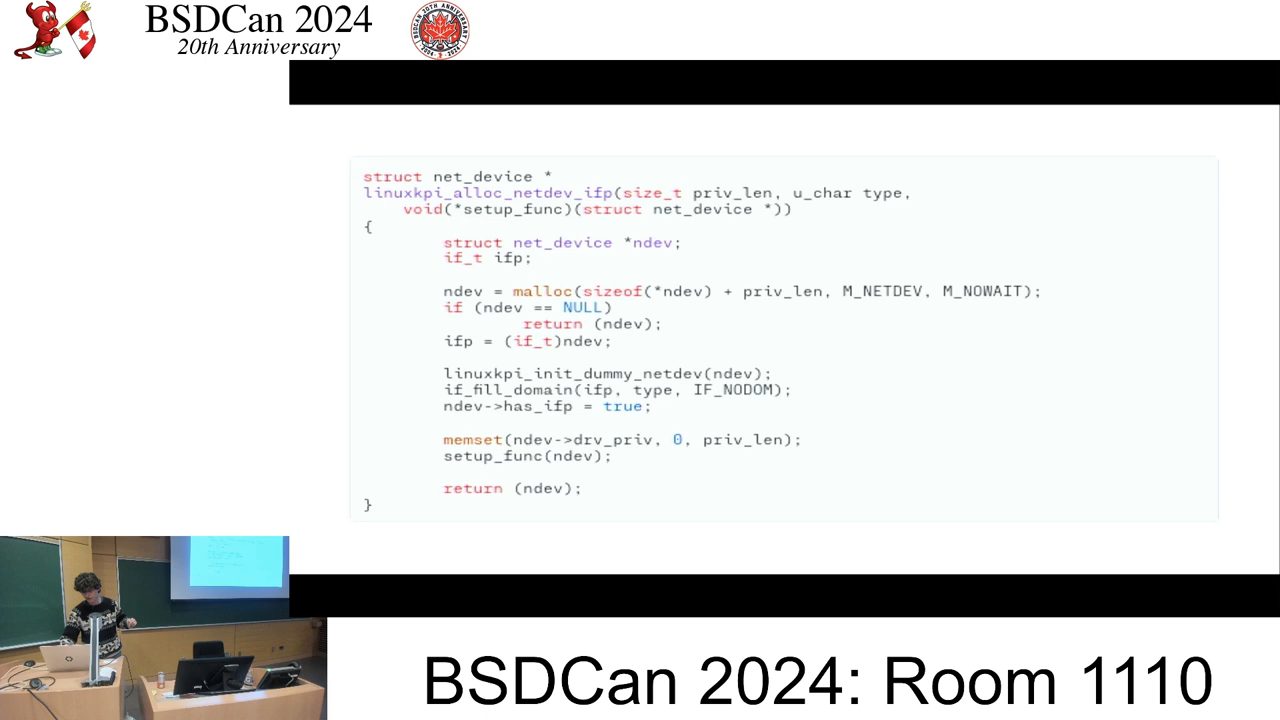 BSDCan 2024
20th Anniversary
BSDCAN 20TH ANNIVERSARY
struct net_device *
linuxkpi_alloc_netdev_ifp(size_t priv_len, u_char type,
    void(*setup_func)(struct net_device *))
{
        struct net_device *ndev;
        if_t ifp;
        ndev = malloc(sizeof(*ndev) + priv_len, M_NETDEV, M_NOWAIT);
        if (ndev == NULL)
                return (ndev);
        ifp = (if_t)ndev;
        linuxkpi_init_dummy_netdev(ndev);
        if_fill_domain(ifp, type, IF_NODOM);
        ndev->has_ifp = true;
        memset(ndev->drv_priv, 0, priv_len);
        setup_func(ndev);
        return (ndev);
}
BSDCan 2024: Room 1110